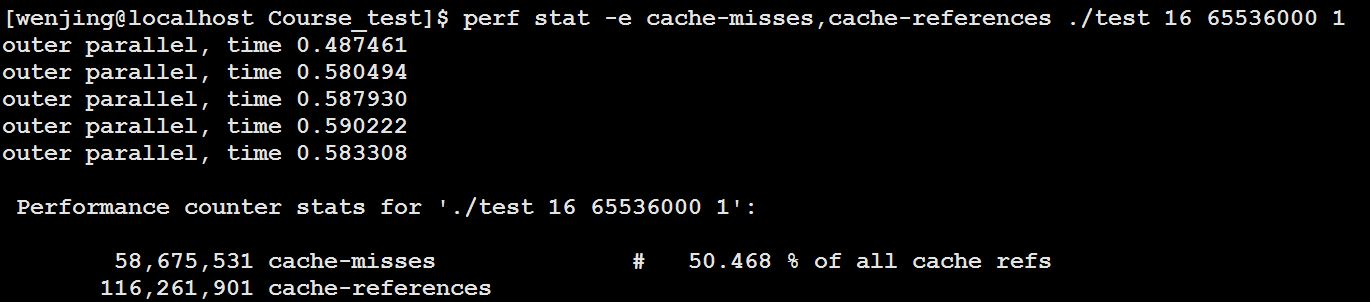 [wenjing@localhost Course_test]$ perf stat -e cache-misses,cache-references ./test 16 65536000 1
outer parallel, time 0.487461
outer parallel, time 0.580494
outer parallel, time 0.587930
outer parallel, time 0.590222
outer parallel, time 0.583308
Performance counter stats for './test 16 65536000 1':
58,675,531 cache-misses # 50.468 % of all cache refs
116,261,901 cache-references